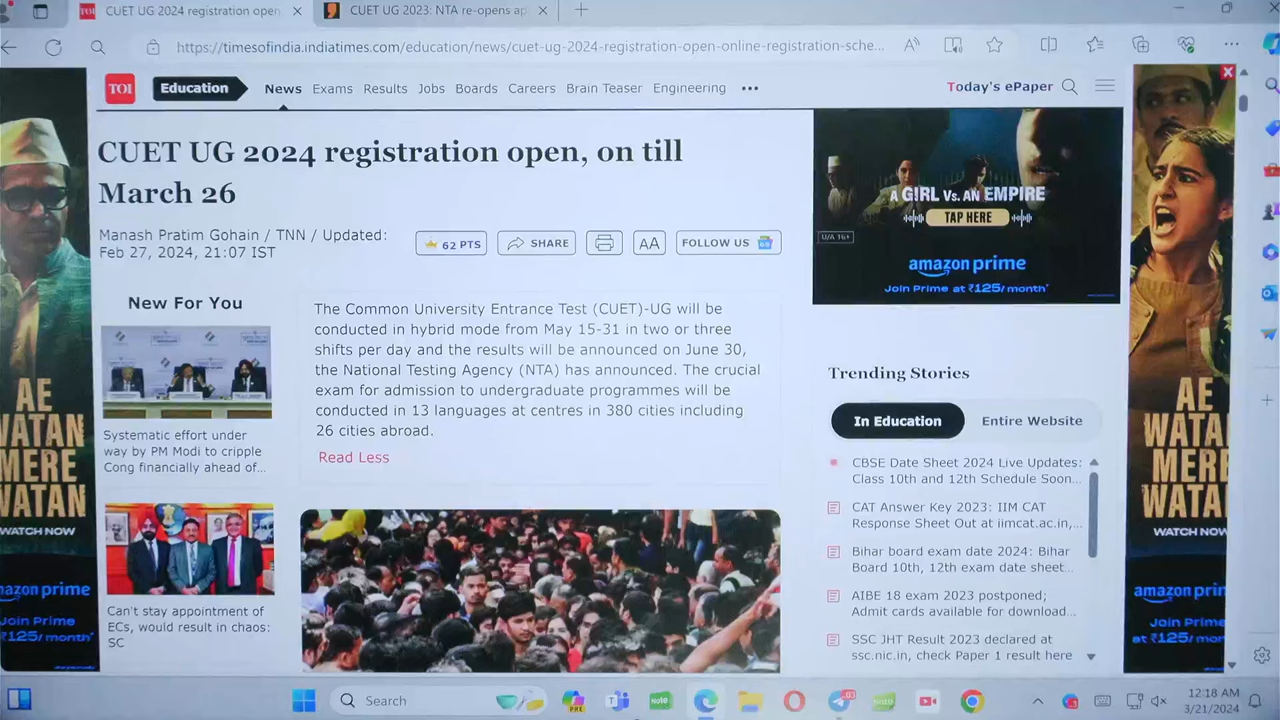 CUET UG 2024 registration open
CUET UG 2023: NTA re-opens ap
https://timesofindia.indiatimes.com/education/news/cuet-ug-2024-registration-open-online-registration-sche...
TOI
Education
News
Exams
Results
Jobs
Boards
Careers
Brain Teaser
Engineering
Today's ePaper
CUET UG 2024 registration open, on till
March 26
Manash Pratim Gohain / TNN / Updated:
Feb 27, 2024, 21:07 IST
62 PTS
SHARE
AA
FOLLOW US
New For You
Systematic effort under
way by PM Modi to cripple
Cong financially ahead of...
Can't stay appointment of
ECs, would result in chaos:
SC
The Common University Entrance Test (CUET)-UG will be
conducted in hybrid mode from May 15-31 in two or three
shifts per day and the results will be announced on June 30,
the National Testing Agency (NTA) has announced. The crucial
exam for admission to undergraduate programmes will be
conducted in 13 languages at centres in 380 cities including
26 cities abroad.
Read Less
A GIRL Vs. AN EMPIRE
TAP HERE
U/A 16+
amazon prime
Join Prime at ₹125/month*
Trending Stories
In Education
Entire Website
CBSE Date Sheet 2024 Live Updates:
Class 10th and 12th Schedule Soon...
CAT Answer Key 2023: IIM CAT
Response Sheet Out at iimcat.ac.in,...
Bihar board exam date 2024: Bihar
Board 10th, 12th exam date sheet...
AIBE 18 exam 2023 postponed;
Admit cards available for download...
SSC JHT Result 2023 declared at
ssc.nic.in, check Paper 1 result here
AE
WATAN
MERE
WATAN
WATCH NOW
mazon prime
Join Prime
₹125/month*
AE
WATA
MERE
WATA
WATCH NOW
amazon prin
Join Prime
at ₹125/mor
Search
12:18 AM
3/21/2024